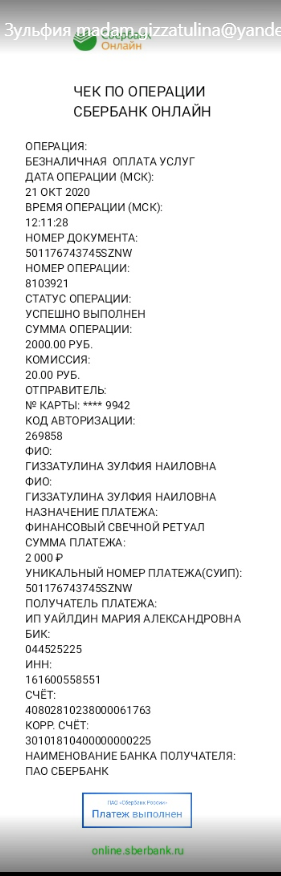 Зульфия madam.gizzatulina@yande
Сбербанк
Онлайн
ЧЕК ПО ОПЕРАЦИИ
СБЕРБАНК ОНЛАЙН
ОПЕРАЦИЯ:
БЕЗНАЛИЧНАЯ ОПЛАТА УСЛУГ
ДАТА ОПЕРАЦИИ (МСК):
21 ОКТ 2020
ВРЕМЯ ОПЕРАЦИИ (МСК):
12:11:28
НОМЕР ДОКУМЕНТА:
501176743745SZNW
НОМЕР ОПЕРАЦИИ:
8103921
СТАТУС ОПЕРАЦИИ:
УСПЕШНО ВЫПОЛНЕН
СУММА ОПЕРАЦИИ:
2000.00 РУБ.
КОМИССИЯ:
20.00 РУБ.
ОТПРАВИТЕЛЬ:
№ КАРТЫ: **** 9942
КОД АВТОРИЗАЦИИ:
269858
ФИО:
ГИЗЗАТУЛИНА ЗУЛФИЯ НАИЛОВНА
ФИО:
ГИЗЗАТУЛИНА ЗУЛФИЯ НАИЛОВНА
НАЗНАЧЕНИЕ ПЛАТЕЖА:
ФИНАНСОВЫЙ СВЕЧНОЙ РЕТУАЛ
СУММА ПЛАТЕЖА:
2 000 ₽
УНИКАЛЬНЫЙ НОМЕР ПЛАТЕЖА(СУИП):
501176743745SZNW
ПОЛУЧАТЕЛЬ ПЛАТЕЖА:
ИП УАЙЛДИН МАРИЯ АЛЕКСАНДРОВНА
БИК:
044525225
ИНН:
161600558551
СЧЁТ:
40802810238000061763
КОРР. СЧЁТ:
30101810400000000225
НАИМЕНОВАНИЕ БАНКА ПОЛУЧАТЕЛЯ:
ПАО СБЕРБАНК
ПАО «Сбербанк России»
Платеж выполнен
online.sberbank.ru